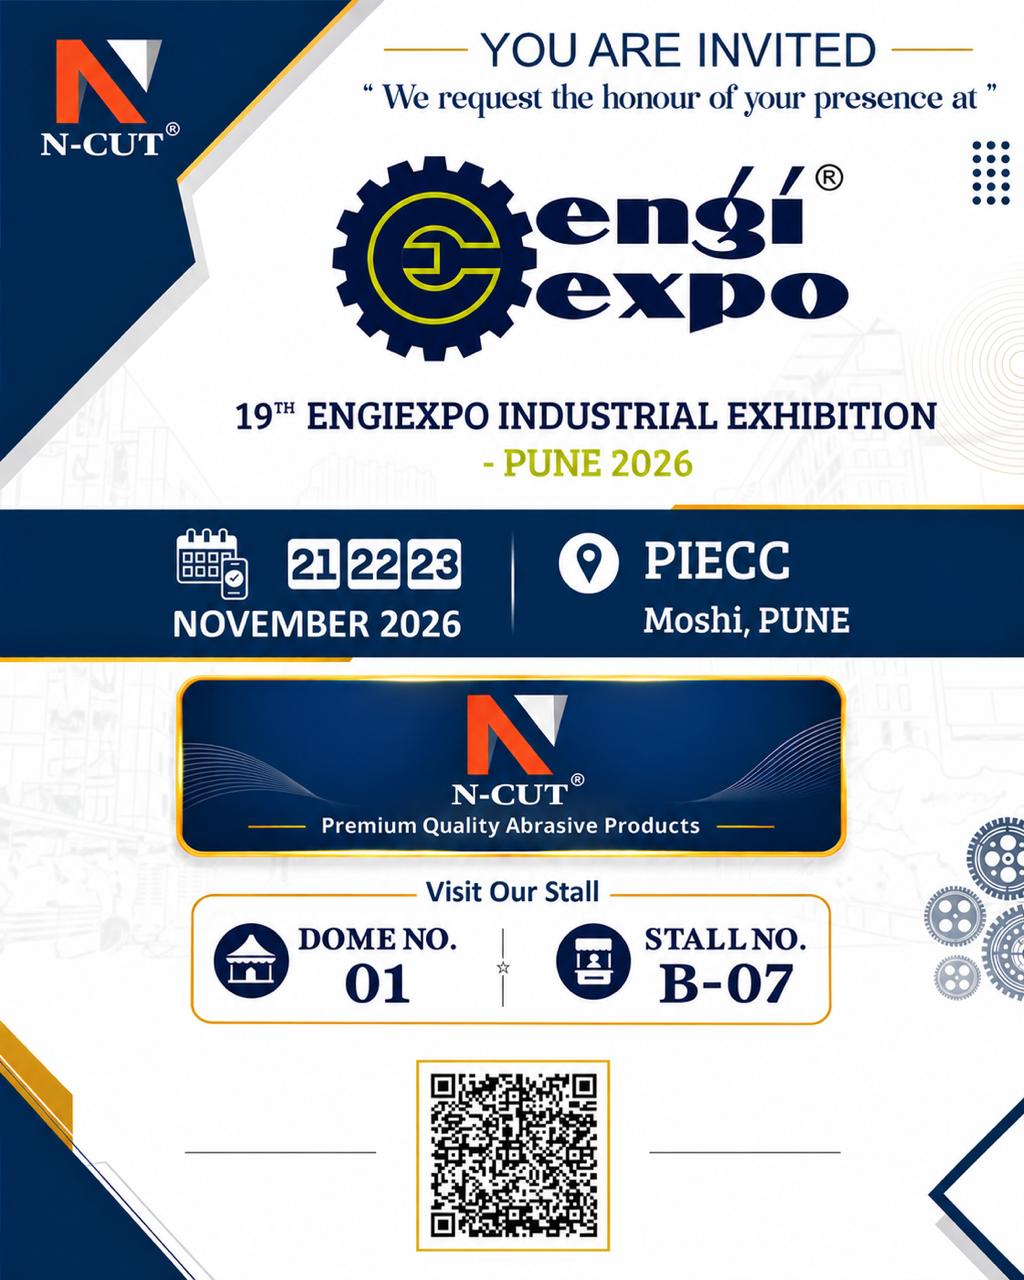 N-CUT®
YOU ARE INVITED
“ We request the honour of your presence at ”
engi®
expo
19TH ENGIEXPO INDUSTRIAL EXHIBITION
- PUNE 2026
21 22 23
NOVEMBER 2026
PIECC
Moshi, PUNE
N-CUT®
Premium Quality Abrasive Products
Visit Our Stall
DOME NO.
01
STALL NO.
B-07